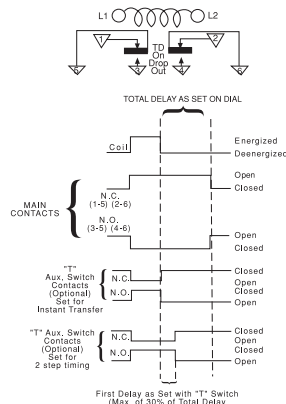 L1 L2
1 2
TD
On
Drop
Out
5 3 4 6
TOTAL DELAY AS SET ON DIAL
Coil
Energized
Deenergized
MAIN
CONTACTS
N.C.
(1-5) (2-6)
Open
Closed
N.O.
(3-5) (4-6)
Open
Closed
"T"
Aux, Switch
Contacts
(Optional)
Set for
Instant Transfer
N.C.
Closed
Open
N.O.
Closed
Open
"T" Aux, Switch
Contacts
(Optional)
Set for
2 step timing
N.C.
Closed
Open
N.O.
Closed
Open
First Delay as Set with "T" Switch
(Max. of 30% of Total Delay